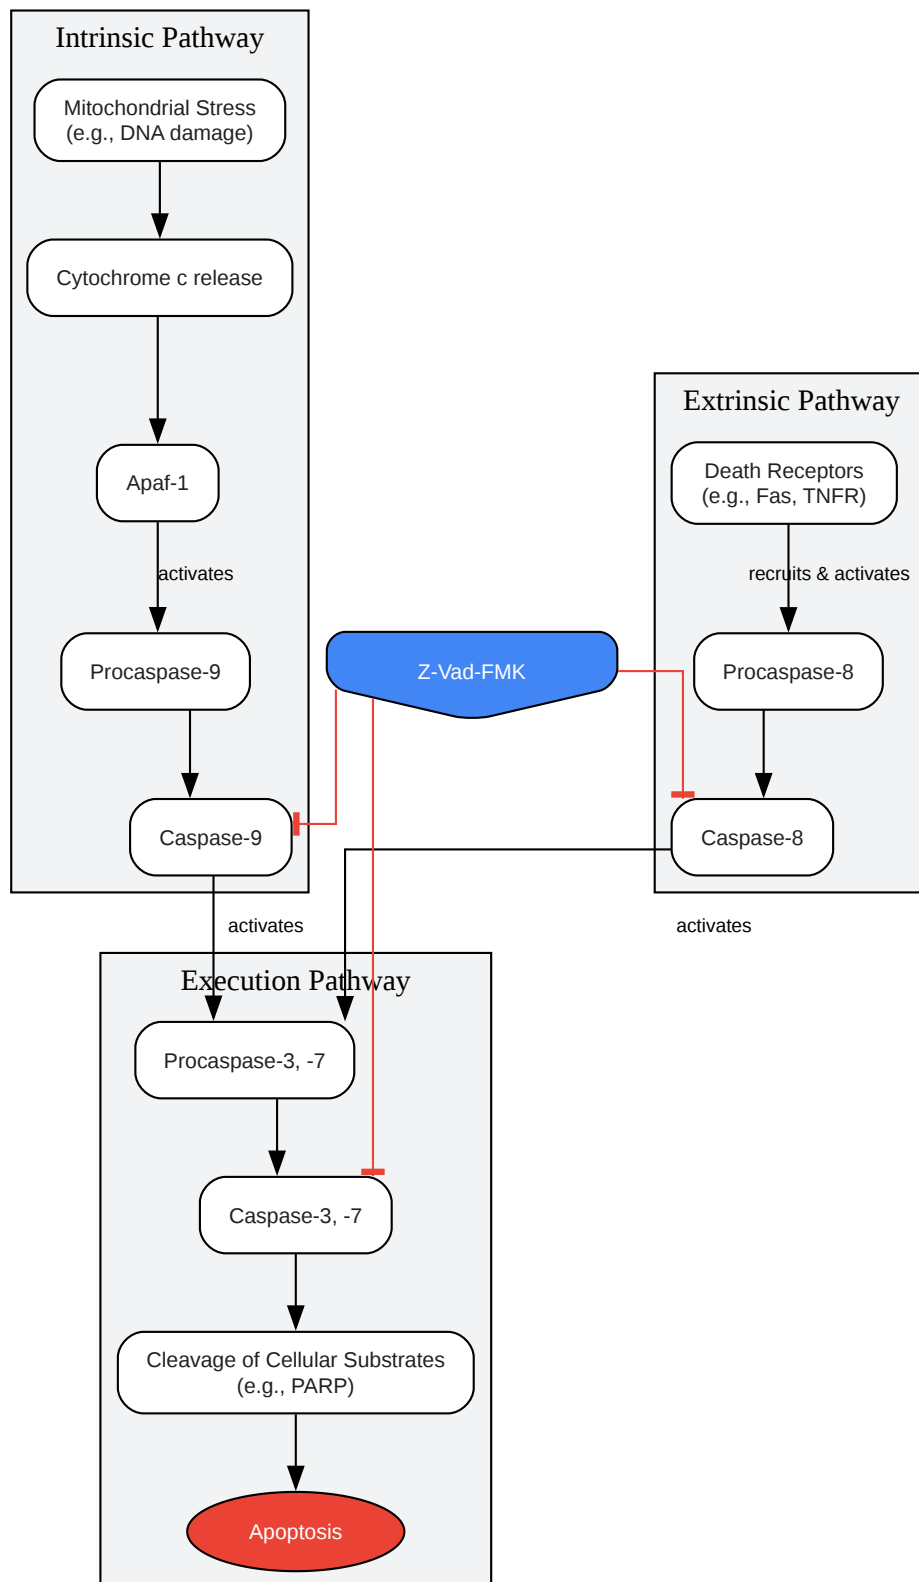 Intrinsic Pathway
Mitochondrial Stress
(e.g., DNA damage)
Cytochrome c release
Apaf-1
activates
Procaspase-9
Caspase-9
activates
Z-Vad-FMK
Extrinsic Pathway
Death Receptors
(e.g., Fas, TNFR)
recruits & activates
Procaspase-8
Caspase-8
activates
Execution Pathway
Procaspase-3, -7
Caspase-3, -7
Cleavage of Cellular Substrates
(e.g., PARP)
Apoptosis